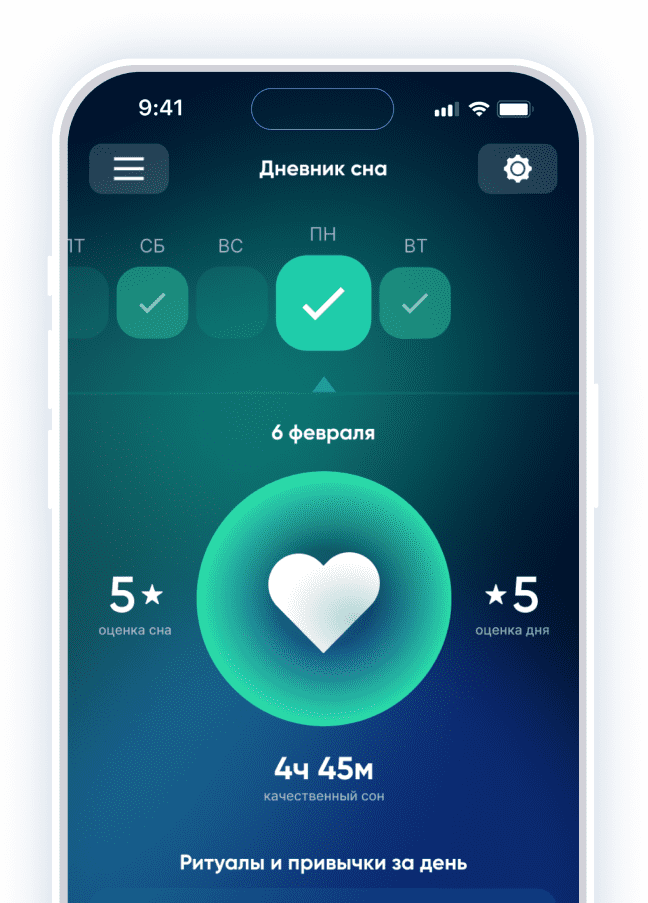 9:41
Дневник сна
СБ ВС ПН ВТ
6 февраля
5 5
оценка сна оценка дня
4ч 45м
качественный сон
Ритуалы и привычки за день